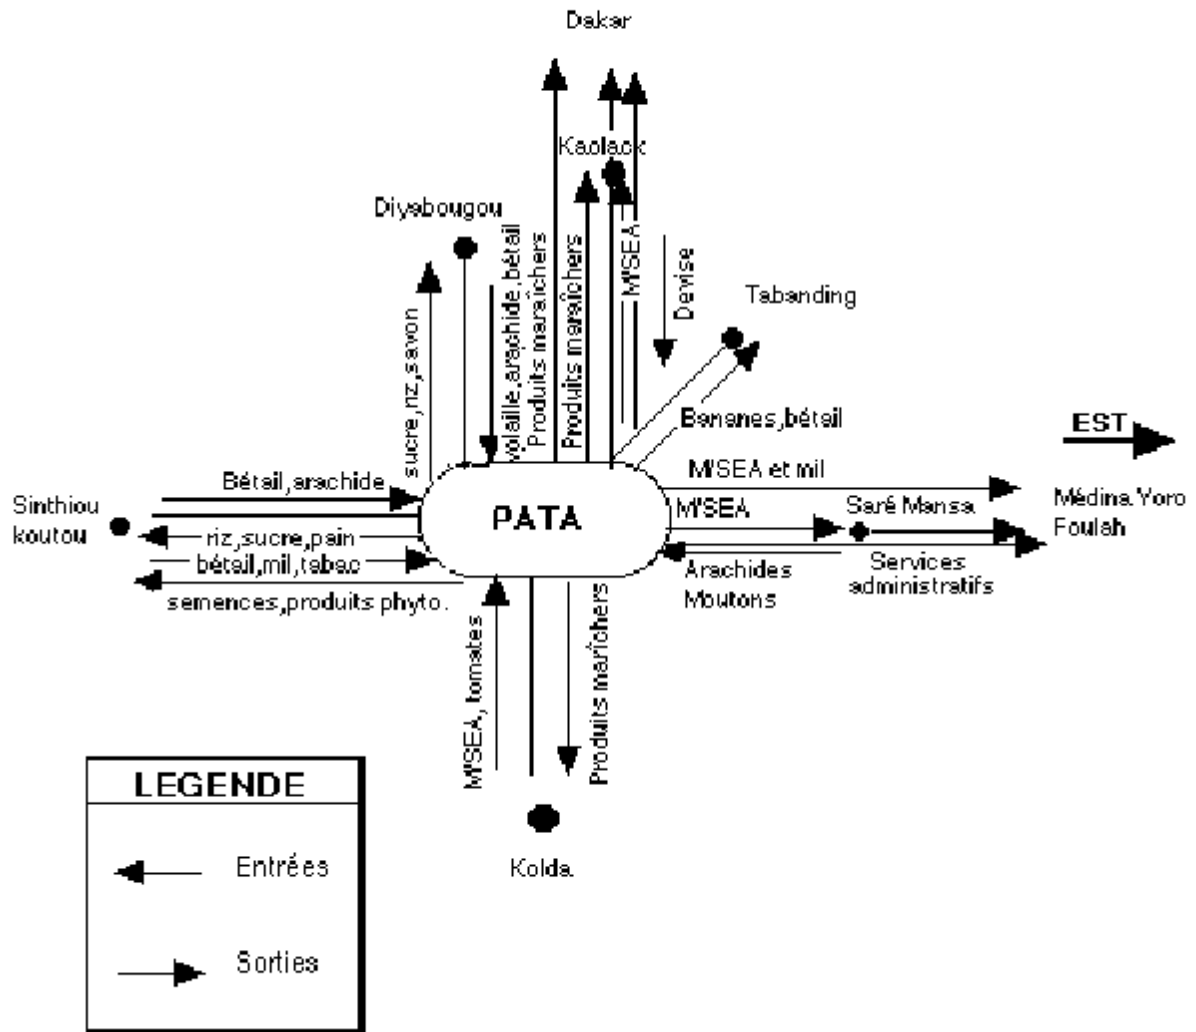 Dakar
Kaolack
Diyabougou
sucre,riz,savon
volaille,arachide,bétail
Produits maraîchers
Produits maraîchers
M'SEA
Devise
Tabanding
Bananes,bétail
EST
M'SEA et mil
Bétail,arachide
Sinthiou
koutou
PATA
M'SEA
Saré Mansa
Médina Yoro
Foulah
riz,sucre,pain
bétail,mil,tabac
semences,produits phyto.
Arachides
Moutons
Services
administratifs
M'SEA, tomates
Produits marîchers
Kolda
LEGENDE
Entrées
Sorties